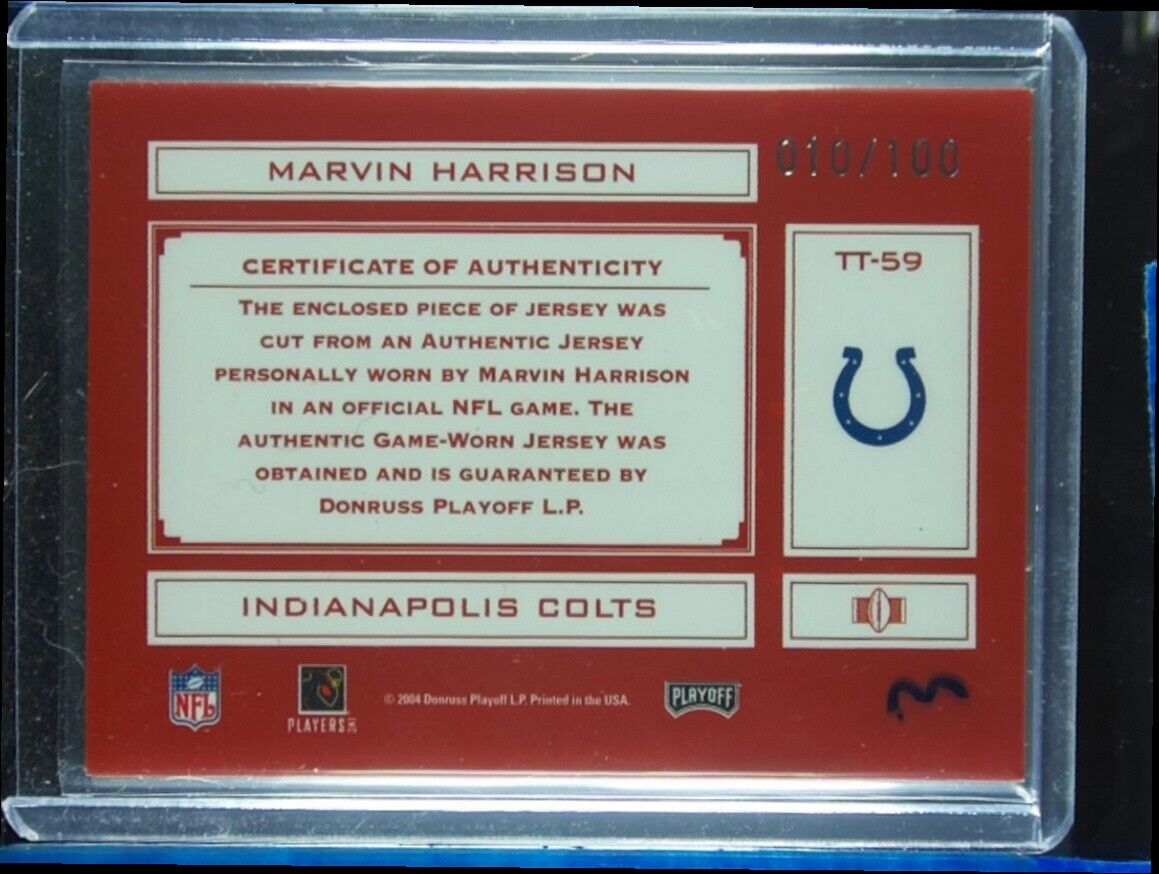 MARVIN HARRISON
010/100
CERTIFICATE OF AUTHENTICITY
THE ENCLOSED PIECE OF JERSEY WAS
CUT FROM AN AUTHENTIC JERSEY
PERSONALLY WORN BY MARVIN HARRISON
IN AN OFFICIAL NFL GAME. THE
AUTHENTIC GAME-WORN JERSEY WAS
OBTAINED AND IS GUARANTEED BY
DONRUSS PLAYOFF L.P.
TT-59
INDIANAPOLIS COLTS
NFL
PLAYERS INC
© 2004 Donruss Playoff L.P. Printed in the USA.
PLAYOFF